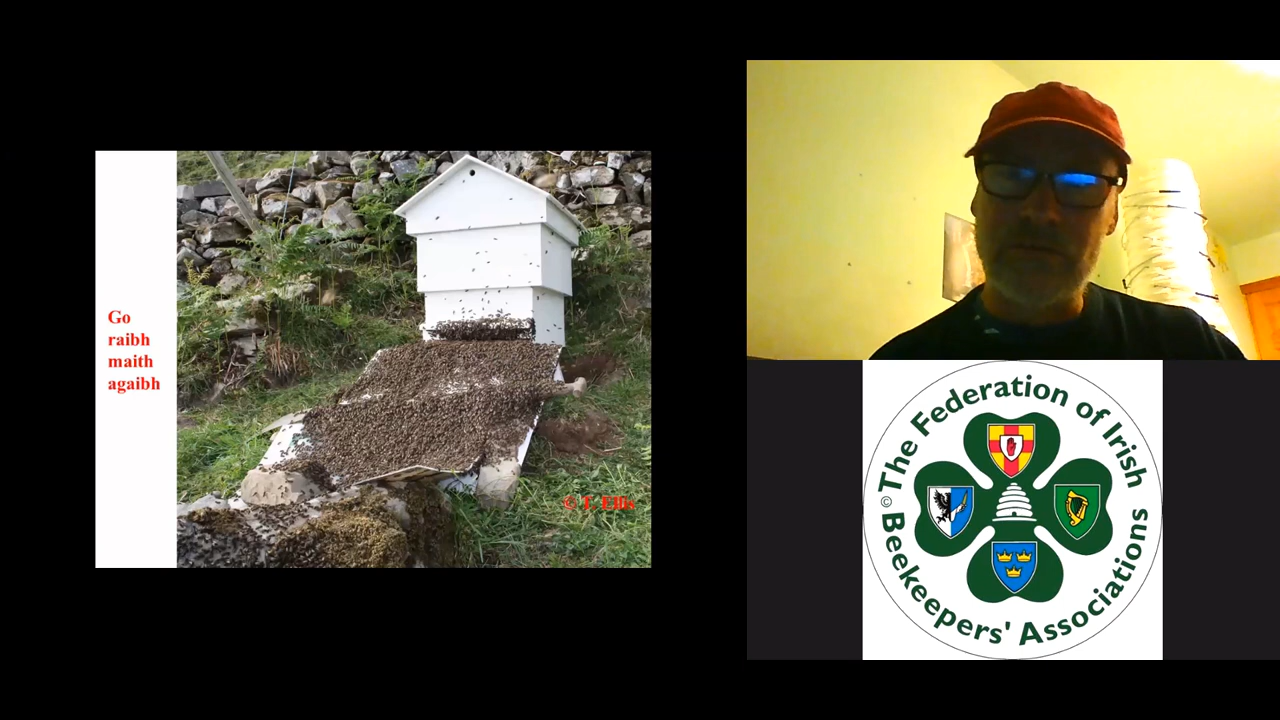 Go
raibh
maith
agaibh
© T. Ellis
The Federation of Irish
© Beekeepers' Associations